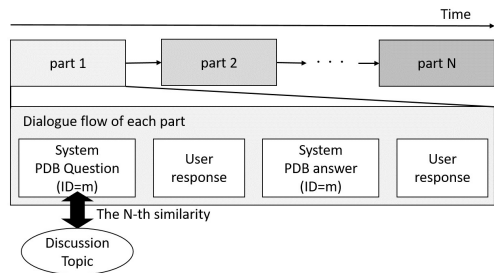 Time
part 1
part 2
· · ·
part N
Dialogue flow of each part
System
PDB Question
(ID=m)
User
response
System
PDB answer
(ID=m)
User
response
The N-th similarity
Discussion
Topic